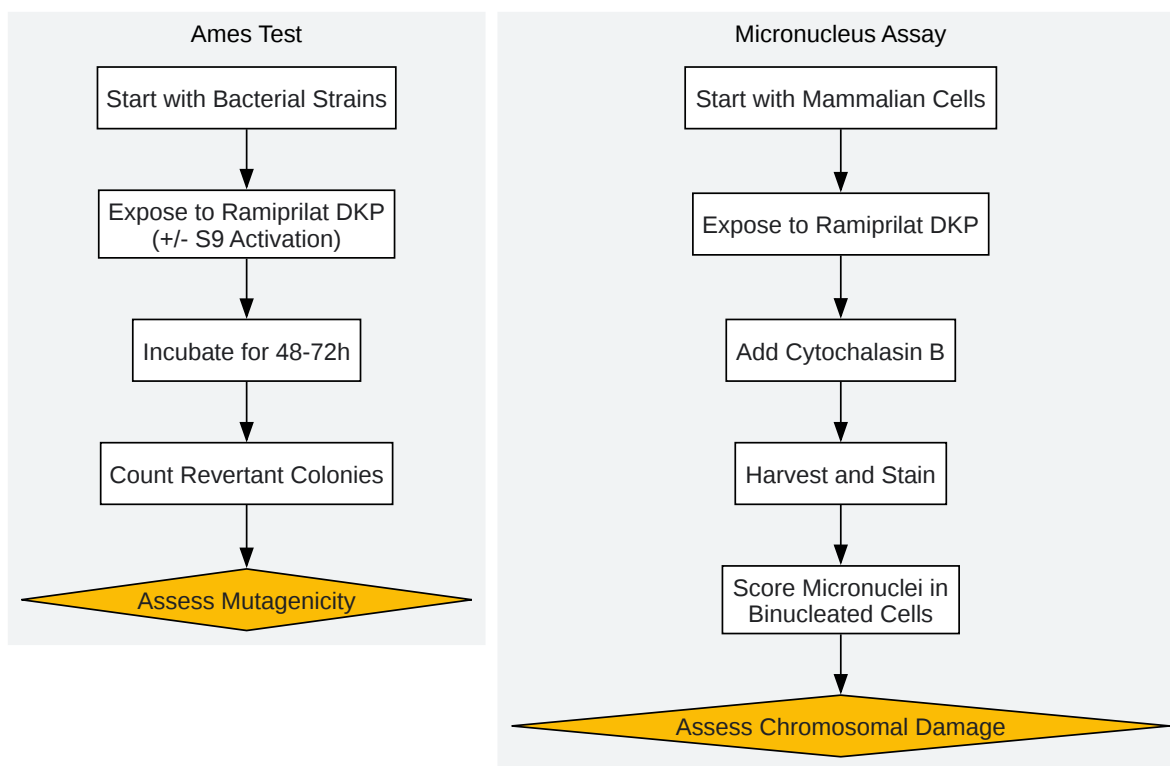 Ames Test
Start with Bacterial Strains
Expose to Ramiprilat DKP
(+/- S9 Activation)
Incubate for 48-72h
Count Revertant Colonies
Assess Mutagenicity
Micronucleus Assay
Start with Mammalian Cells
Expose to Ramiprilat DKP
Add Cytochalasin B
Harvest and Stain
Score Micronuclei in
Binucleated Cells
Assess Chromosomal Damage